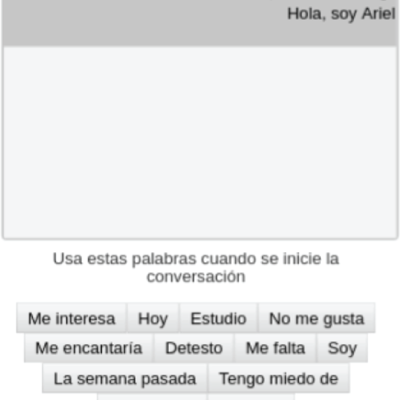 Hola, soy Ariel
Usa estas palabras cuando se inicie la
conversación
Me interesa Hoy Estudio No me gusta
Me encantaría Detesto Me falta Soy
La semana pasada Tengo miedo de